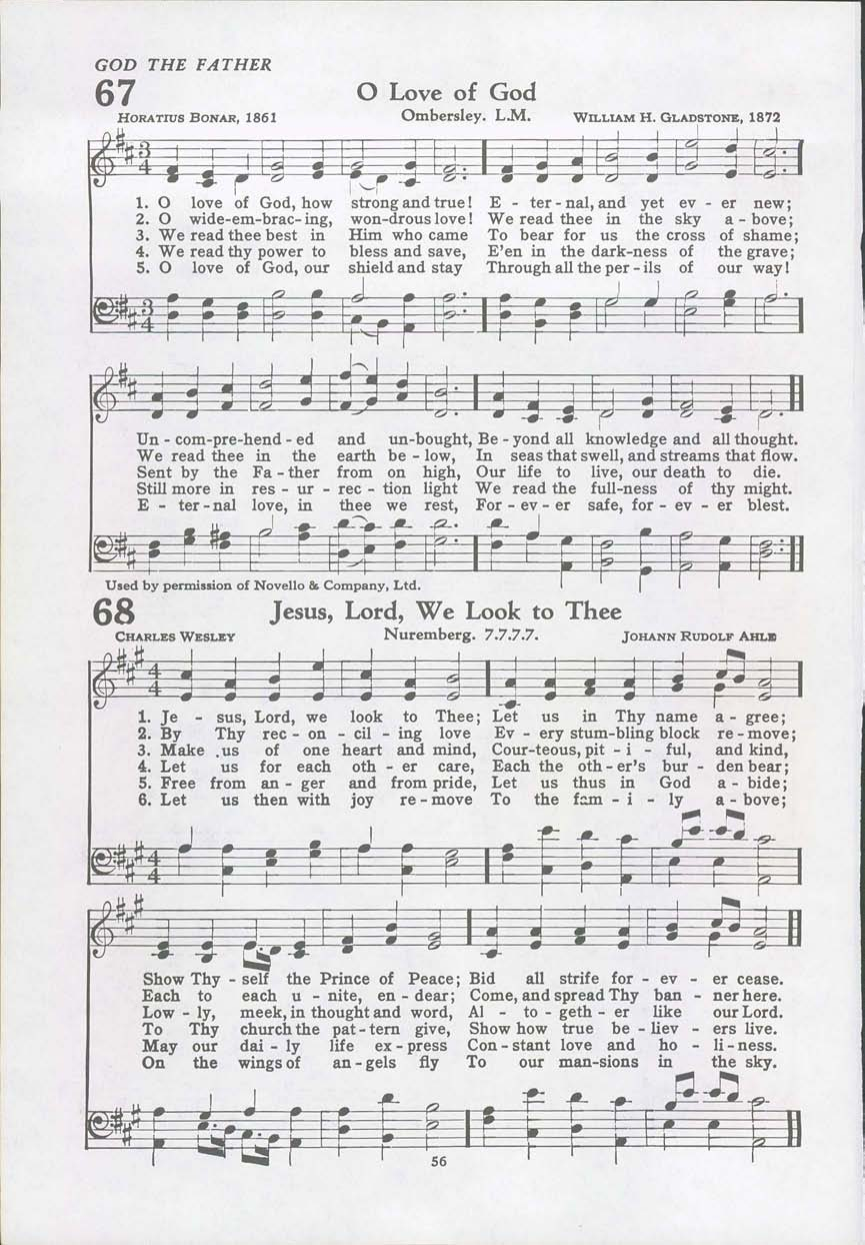 GOD THE FATHER
67 O Love of God
HORATIUS BONAR, 1861 Ombersley. L.M. WILLIAM H. GLADSTONE, 1872
3 4
1. O love of God, how strong and true! E - ter - nal, and yet ev - er new;
2. O wide-em-brac-ing, won-drous love! We read thee in the sky a - bove;
3. We read thee best in Him who came To bear for us the cross of shame;
4. We read thy power to bless and save, E'en in the dark-ness of the grave;
5. O love of God, our shield and stay Through all the per - ils of our way!
3 4
Un - com-pre-hend - ed and un-bought, Be - yond all knowledge and all thought.
We read thee in the earth be - low, In seas that swell, and streams that flow.
Sent by the Fa - ther from on high, Our life to live, our death to die.
Still more in res - ur - rec - tion light We read the full-ness of thy might.
E - ter-nal love, in thee we rest, For - ev - er safe, for - ev - er blest.
Used by permission of Novello & Company, Ltd.
68 Jesus, Lord, We Look to Thee
CHARLES WESLEY Nuremberg. 7.7.7.7. JOHANN RUDOLF AHLE
4 4
1. Je - sus, Lord, we look to Thee; Let us in Thy name a - gree;
2. By Thy rec - on - cil - ing love Ev - ery stum-bling block re - move;
3. Make us of one heart and mind, Cour-teous, pit - i - ful, and kind,
4. Let us for each oth - er care, Each the oth-er's bur - den bear;
5. Free from an - ger and from pride, Let us thus in God a - bide;
6. Let us then with joy re - move To the fam - i - ly a - bove;
4 4
Show Thy - self the Prince of Peace; Bid all strife for - ev - er cease.
Each to each u - nite, en - dear; Come, and spread Thy ban - ner here.
Low - ly, meek, in thought and word, Al - to - geth - er like our Lord.
To Thy church the pat - tern give, Show how true be - liev - ers live.
May our dai - ly life ex - press Con - stant love and ho - li - ness.
On the wings of an - gels fly To our man-sions in the sky.
56